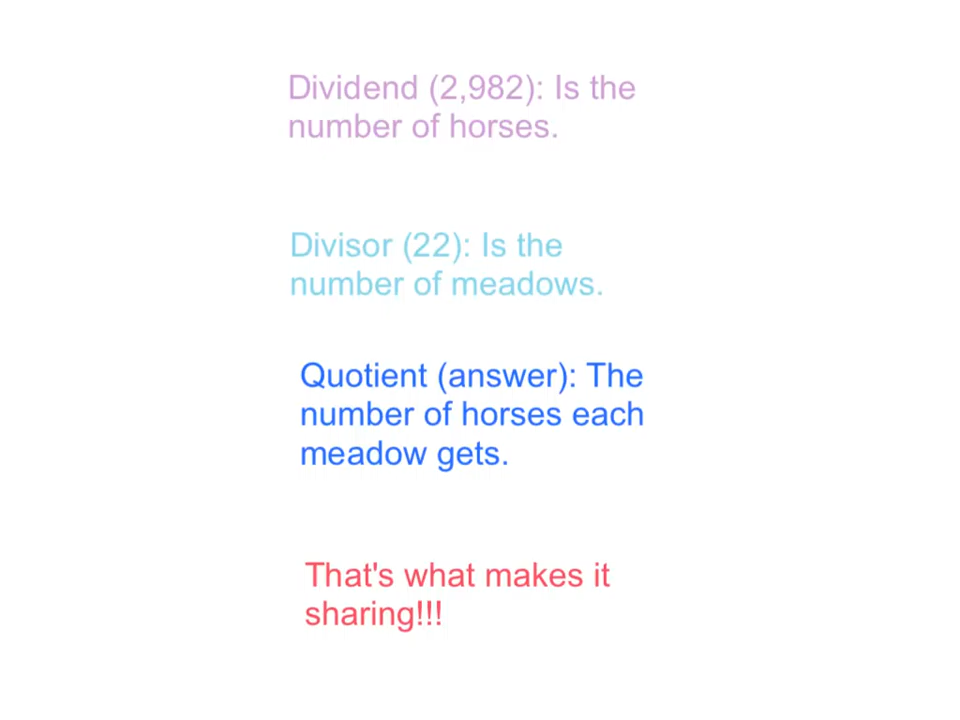 Dividend (2,982): Is the
number of horses.
Divisor (22): Is the
number of meadows.
Quotient (answer): The
number of horses each
meadow gets.
That's what makes it
sharing!!!